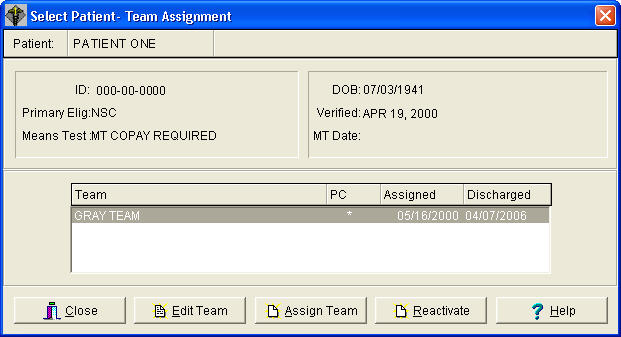 Select Patient- Team Assignment
Patient: PATIENT ONE
ID: 000-00-0000
Primary Elig:NSC
Means Test :MT COPAY REQUIRED
DOB: 07/03/1941
Verified: APR 19, 2000
MT Date:
Team PC Assigned Discharged
GRAY TEAM * 05/16/2000 04/07/2006
Close Edit Team Assign Team Reactivate ? Help